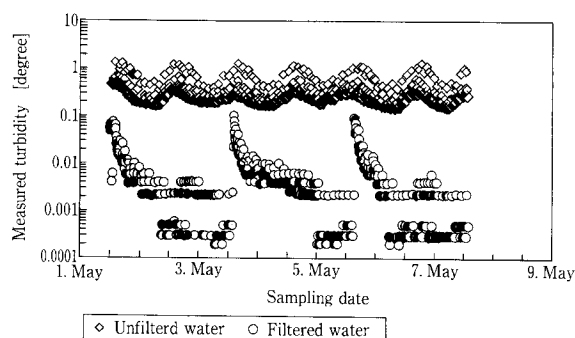 Measured turbidity [degree]
10
1
0.1
0.01
0.001
0.0001
1. May 3. May 5. May 7. May 9. May
Sampling date
◇ Unfilterd water ○ Filtered water